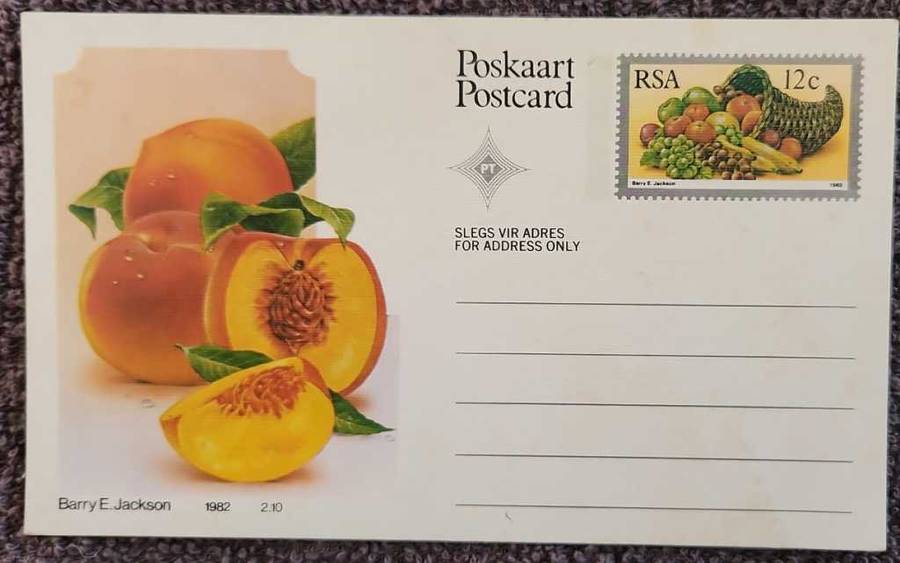 Poskaart
Postcard
RSA 12c
PT
Barry E. Jackson 1982
SLEGS VIR ADRES
FOR ADDRESS ONLY
Barry E. Jackson 1982 2.10